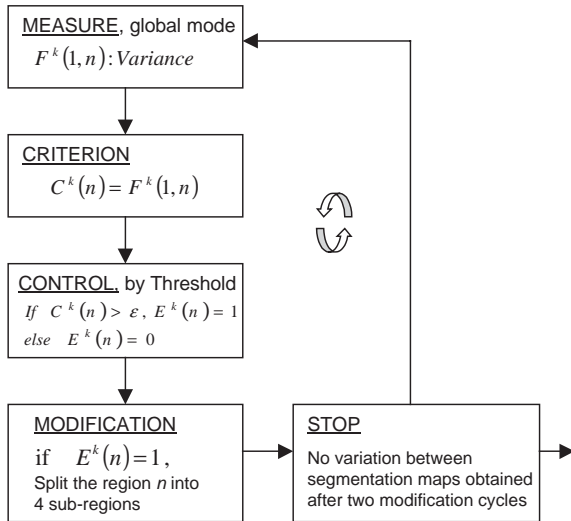 MEASURE, global mode
F^k(1,n): Variance
CRITERION
C^k(n) = F^k(1,n)
CONTROL, by Threshold
If C^k(n) > ε, E^k(n) = 1
else E^k(n) = 0
MODIFICATION
if E^k(n) = 1,
Split the region n into
4 sub-regions
STOP
No variation between
segmentation maps obtained
after two modification cycles